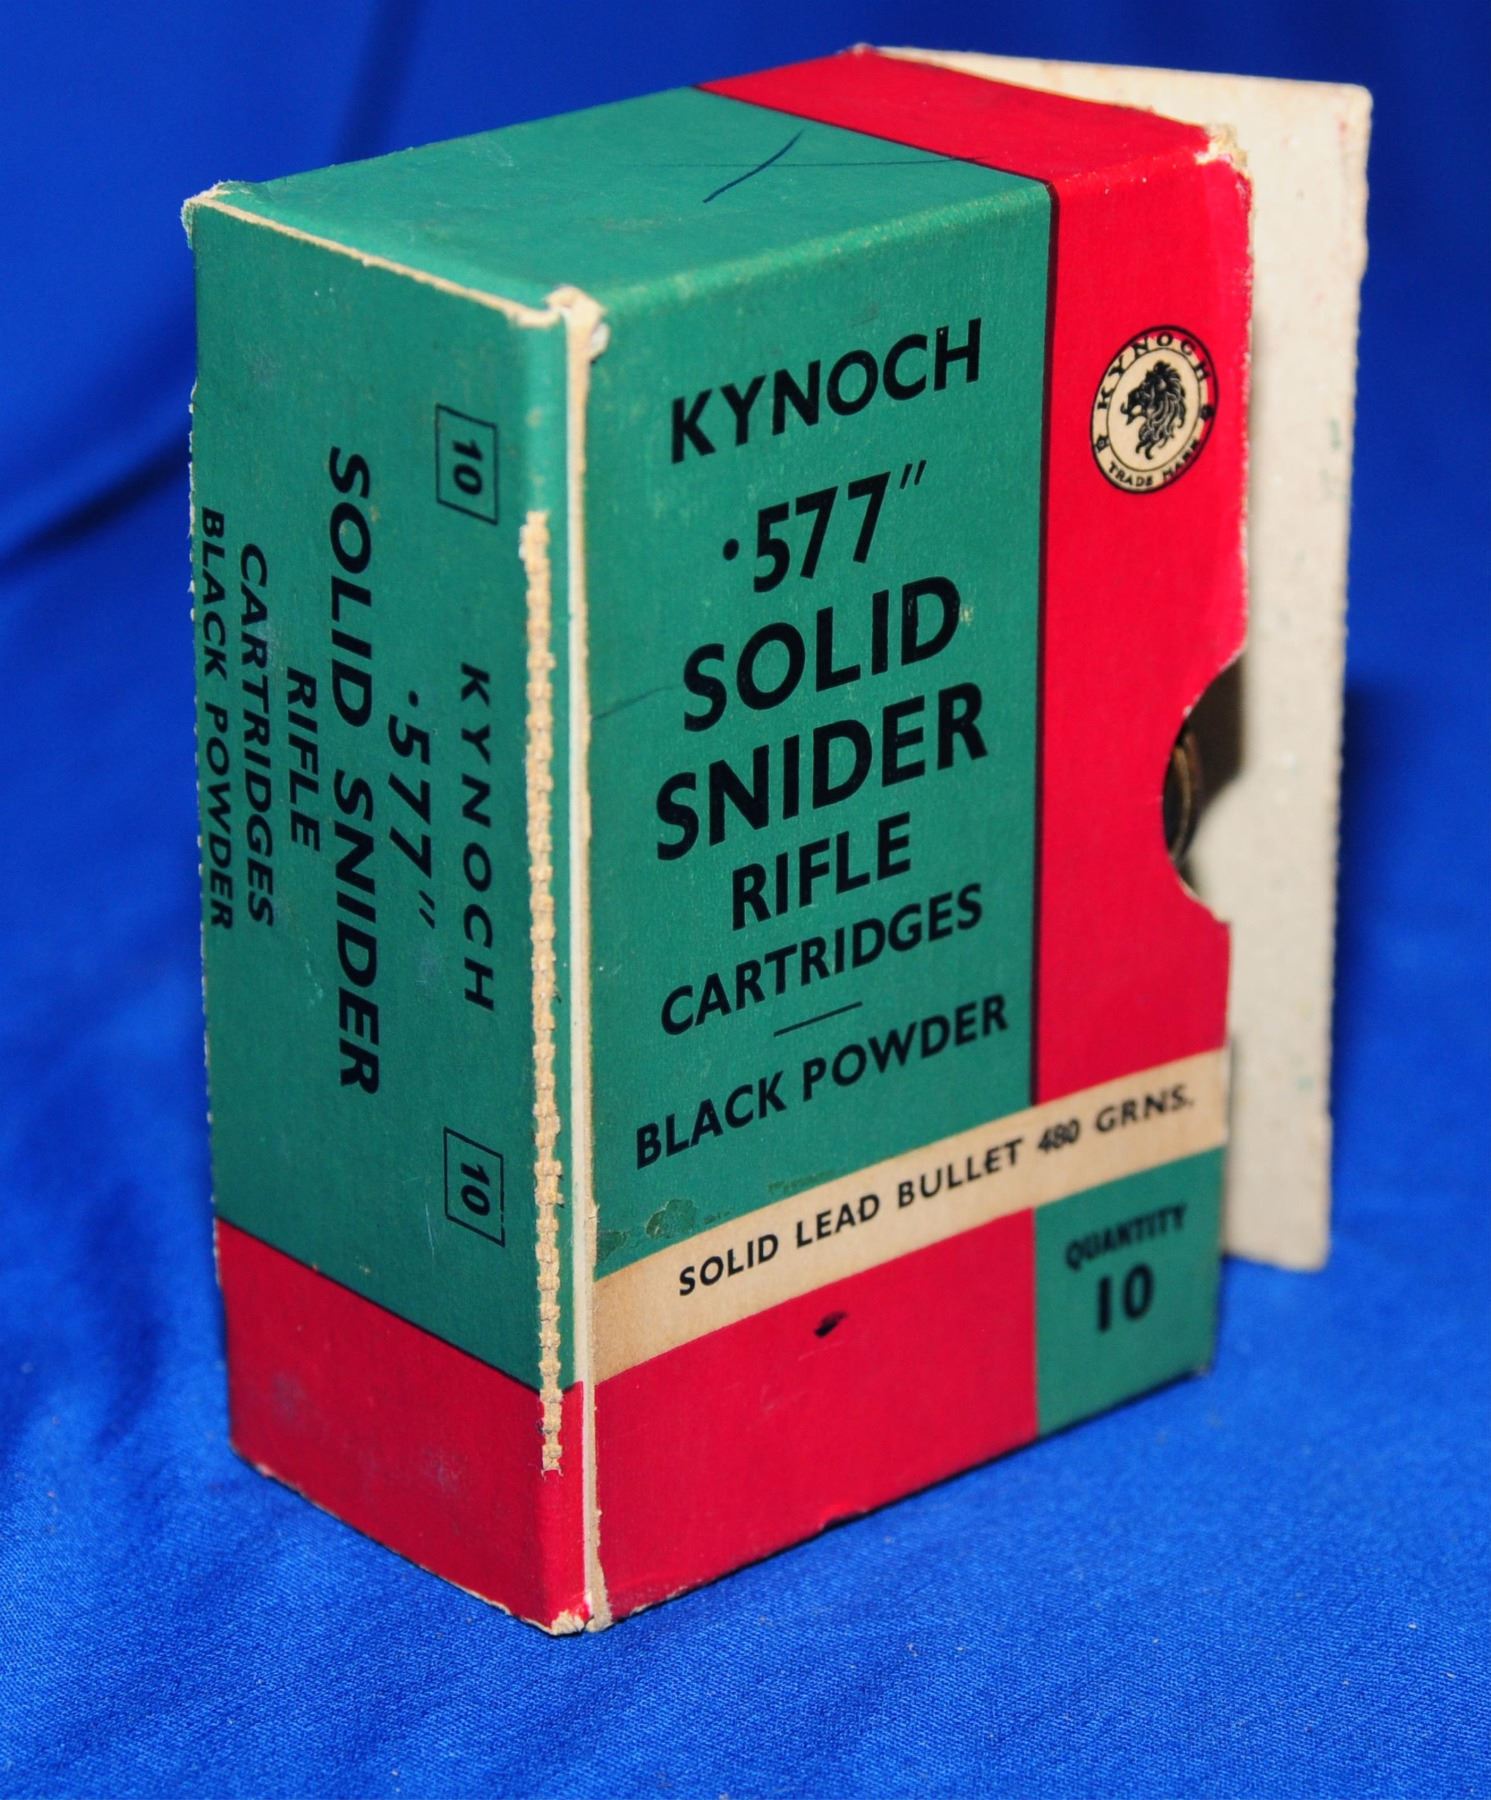 KYNOCH
·577"
SOLID
SNIDER
RIFLE
CARTRIDGES
BLACK POWDER
SOLID LEAD BULLET 480 GRNS.
QUANTITY
10
KYNOCH
TRADE MARK
10
10
KYNOCH
·577"
SOLID SNIDER
RIFLE
CARTRIDGES
BLACK POWDER